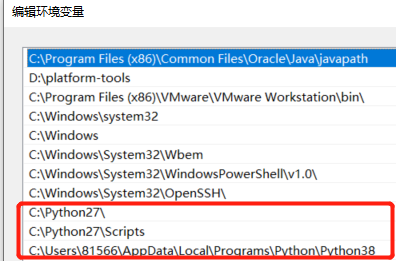 编辑环境变量
C:\Program Files (x86)\Common Files\Oracle\Java\javapath
D:\platform-tools
C:\Program Files (x86)\VMware\VMware Workstation\bin\
C:\Windows\system32
C:\Windows
C:\Windows\System32\Wbem
C:\Windows\System32\WindowsPowerShell\v1.0\
C:\Windows\System32\OpenSSH\
C:\Python27\
C:\Python27\Scripts
C:\Users\81566\AppData\Local\Programs\Python\Python38